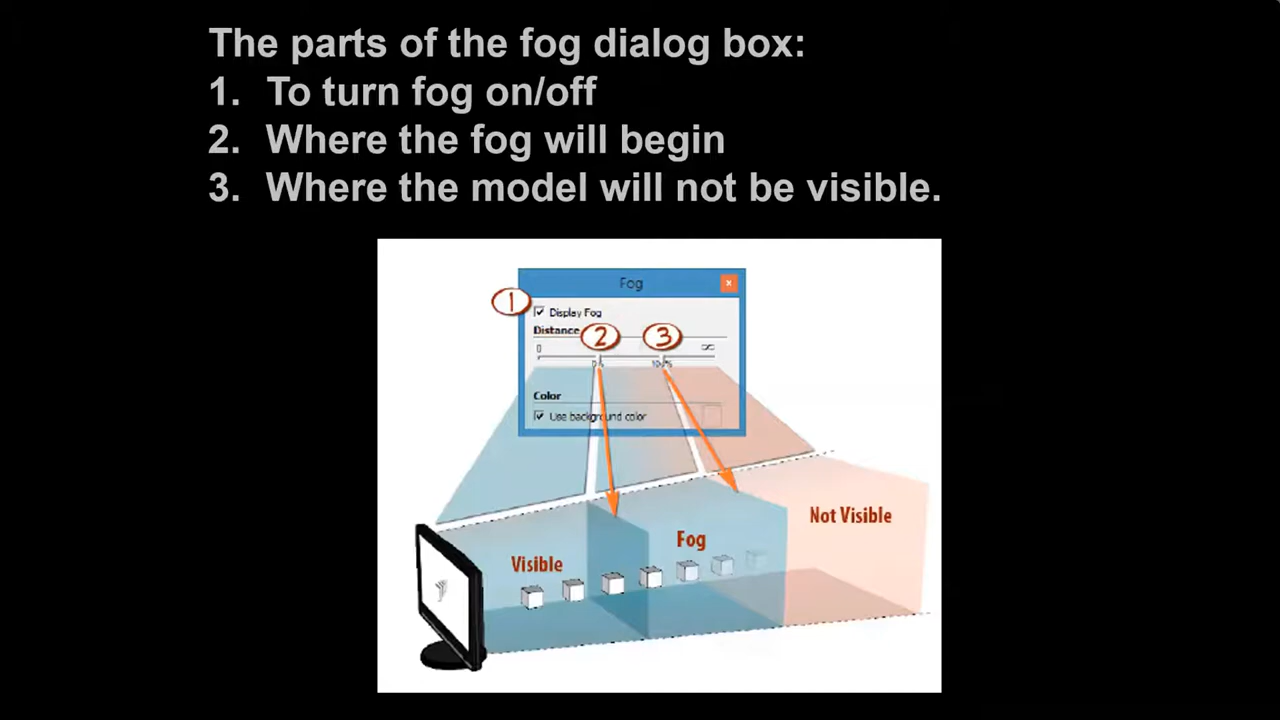 The parts of the fog dialog box:
1. To turn fog on/off
2. Where the fog will begin
3. Where the model will not be visible.
Fog
1
Display Fog
Distance
2
3
0
∞
0%
100%
Color
Use background color
Not Visible
Fog
Visible